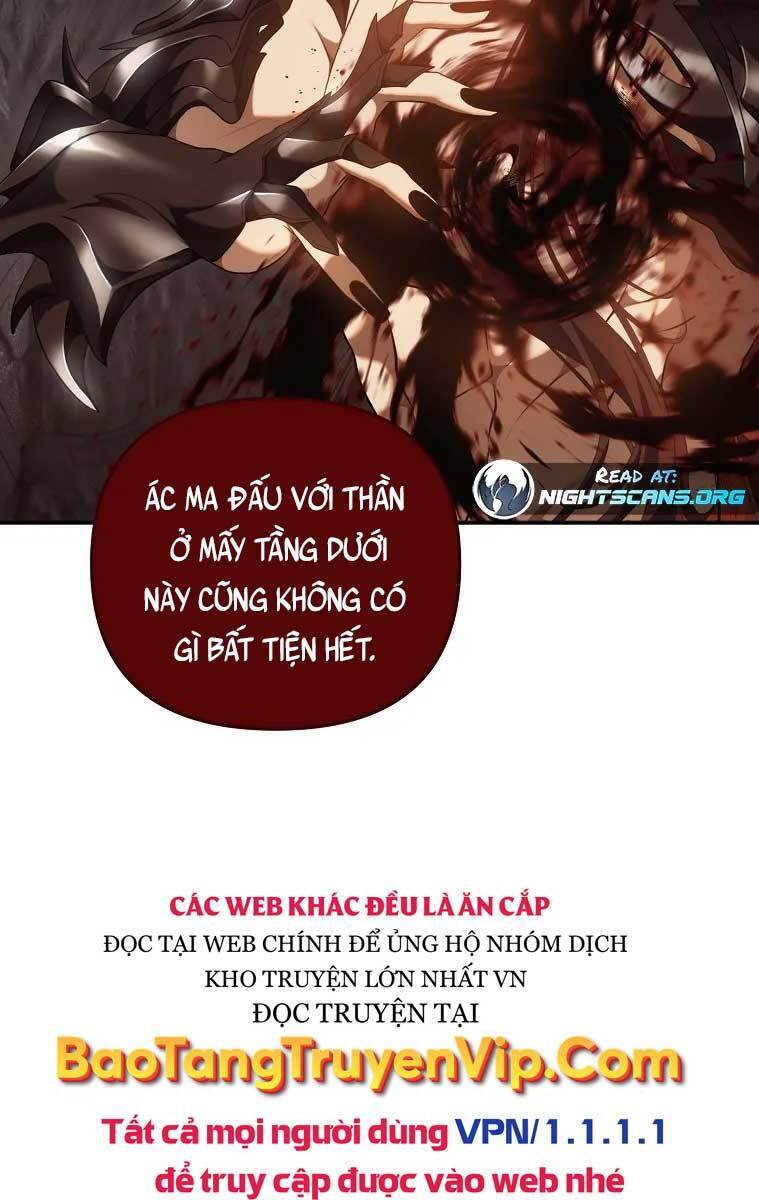 READ AT:
NIGHTSCANS.ORG
ÁC MA ĐẤU VỚI THẦN
Ở MẤY TẦNG DƯỚI
NÀY CŨNG KHÔNG CÓ
GÌ BẤT TIỆN HẾT.
CÁC WEB KHÁC ĐỀU LÀ ĂN CẮP
ĐỌC TẠI WEB CHÍNH ĐỂ ỦNG HỘ NHÓM DỊCH
KHO TRUYỆN LỚN NHẤT VN
ĐỌC TRUYỆN TẠI
BaoTangTruyenVip.Com
Tất cả mọi người dùng VPN/1.1.1.1
để truy cập được vào web nhé